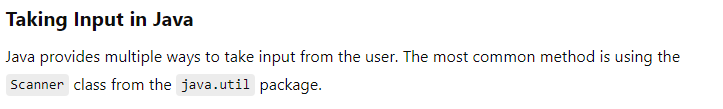 Taking Input in Java
Java provides multiple ways to take input from the user. The most common method is using the
Scanner class from the java.util package.